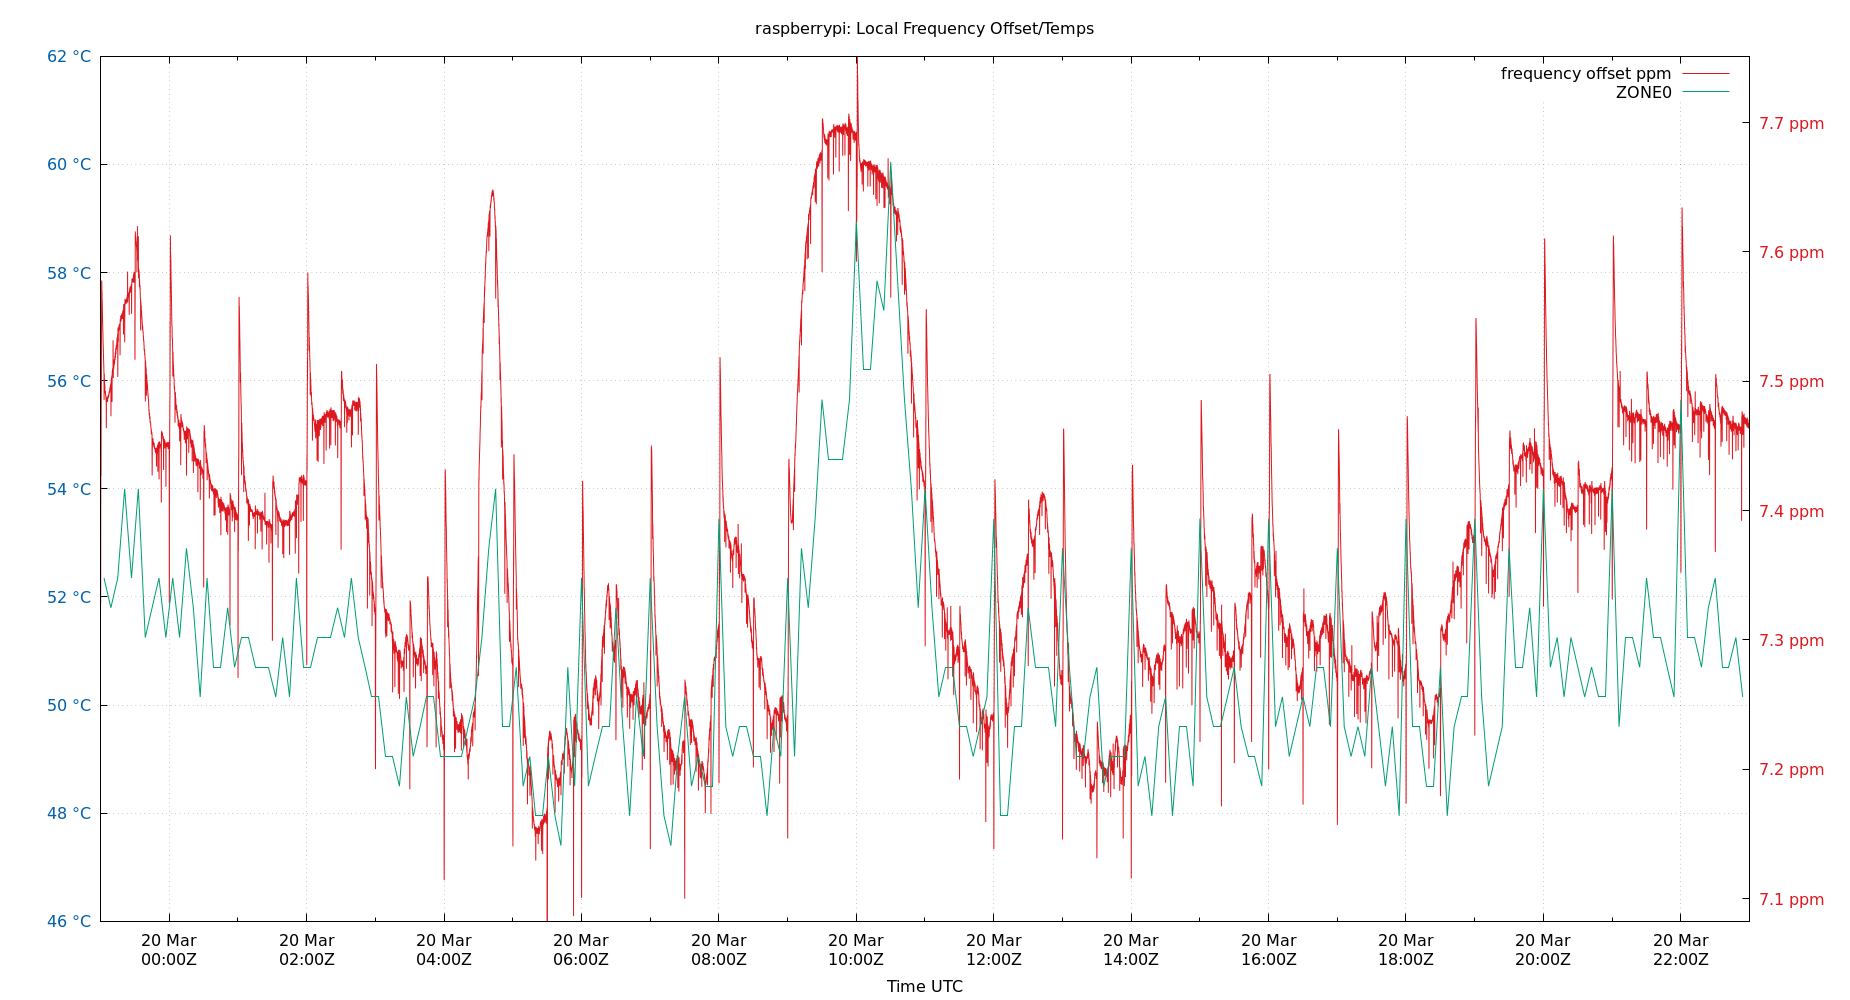 raspberrypi: Local Frequency Offset/Temps
62 °C
60 °C
58 °C
56 °C
54 °C
52 °C
50 °C
48 °C
46 °C
frequency offset ppm
ZONE0
7.7 ppm
7.6 ppm
7.5 ppm
7.4 ppm
7.3 ppm
7.2 ppm
7.1 ppm
20 Mar 20 Mar 20 Mar 20 Mar 20 Mar 20 Mar 20 Mar 20 Mar 20 Mar 20 Mar 20 Mar 20 Mar
00:00Z 02:00Z 04:00Z 06:00Z 08:00Z 10:00Z 12:00Z 14:00Z 16:00Z 18:00Z 20:00Z 22:00Z
Time UTC